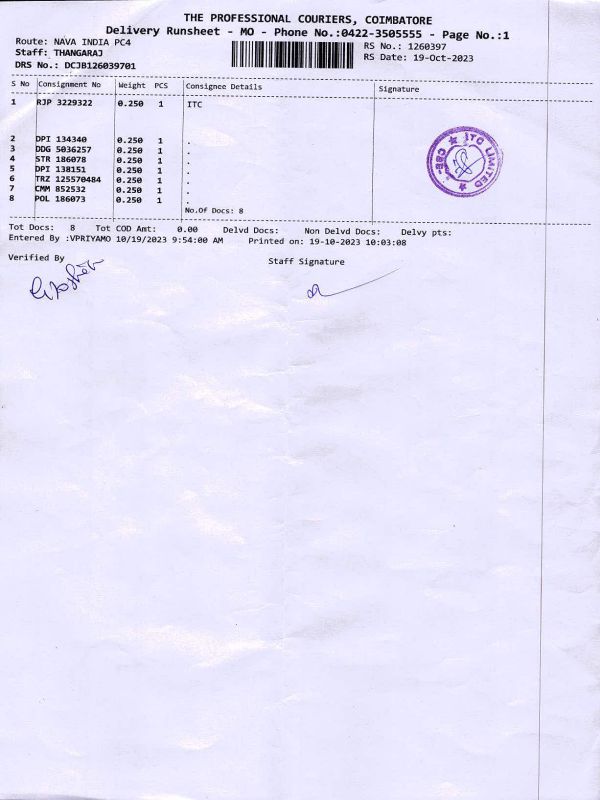 THE PROFESSIONAL COURIERS, COIMBATORE
Delivery Runsheet - MO - Phone No.:0422-3505555 - Page No.:1
Route: NAVA INDIA PC4 RS No.: 1260397
Staff: THANGARAJ RS Date: 19-Oct-2023
DRS No.: DCJB126039701
S No Consignment No Weight PCS Consignee Details Signature
1 RJP 3229322 0.250 1 ITC
2 DPI 134340 0.250 1 .
3 DDG 5036257 0.250 1 .
4 STR 186078 0.250 1 .
5 DPI 138151 0.250 1 .
6 TRZ 125570484 0.250 1 .
7 CMM 852532 0.250 1 .
8 POL 186073 0.250 1 .
ITC LIMITED
No.Of Docs: 8
Tot Docs: 8 Tot COD Amt: 0.00 Delvd Docs: Non Delvd Docs: Delvy pts:
Entered By :VPRIYAMO 10/19/2023 9:54:00 AM Printed on: 19-10-2023 10:03:08
Verified By Staff Signature